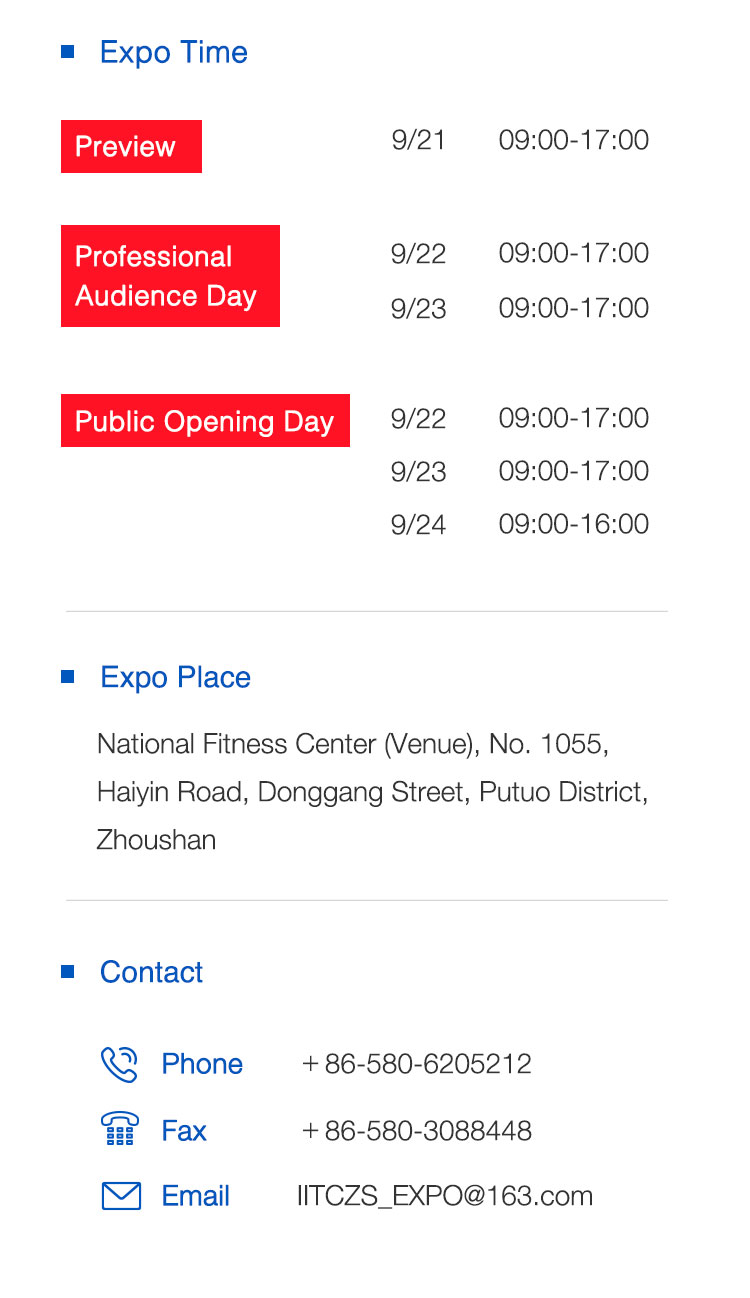 Expo Time
Preview 9/21 09:00-17:00
Professional
Audience Day
9/22 09:00-17:00
9/23 09:00-17:00
Public Opening Day 9/22 09:00-17:00
9/23 09:00-17:00
9/24 09:00-16:00
Expo Place
National Fitness Center (Venue), No. 1055,
Haiyin Road, Donggang Street, Putuo District,
Zhoushan
Contact
Phone +86-580-6205212
Fax +86-580-3088448
Email IITCZS_EXPO@163.com